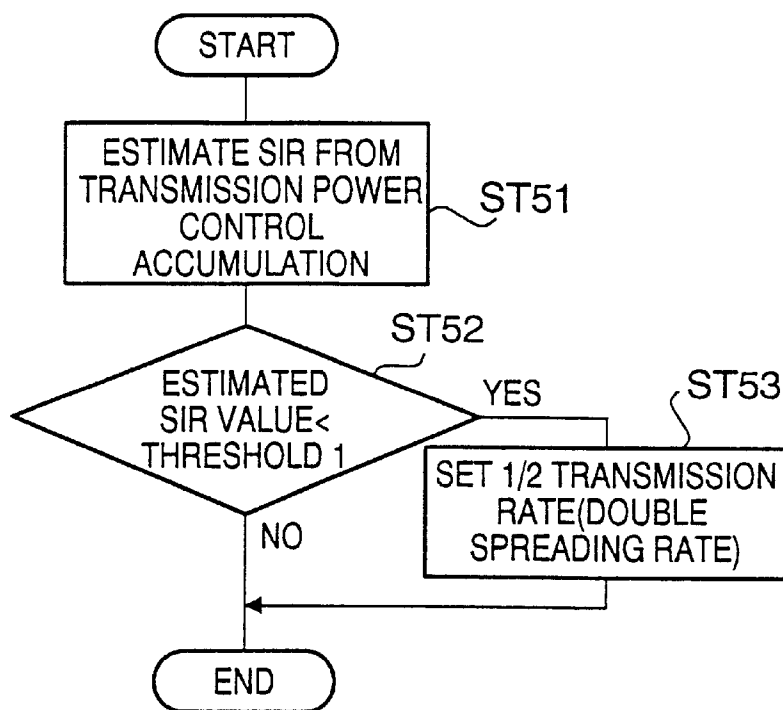 START
ESTIMATE SIR FROM
TRANSMISSION POWER
CONTROL
ACCUMULATION
ST51
ST52
ESTIMATED
SIR VALUE<
THRESHOLD 1
YES
NO
ST53
SET 1/2 TRANSMISSION
RATE(DOUBLE
SPREADING RATE)
END